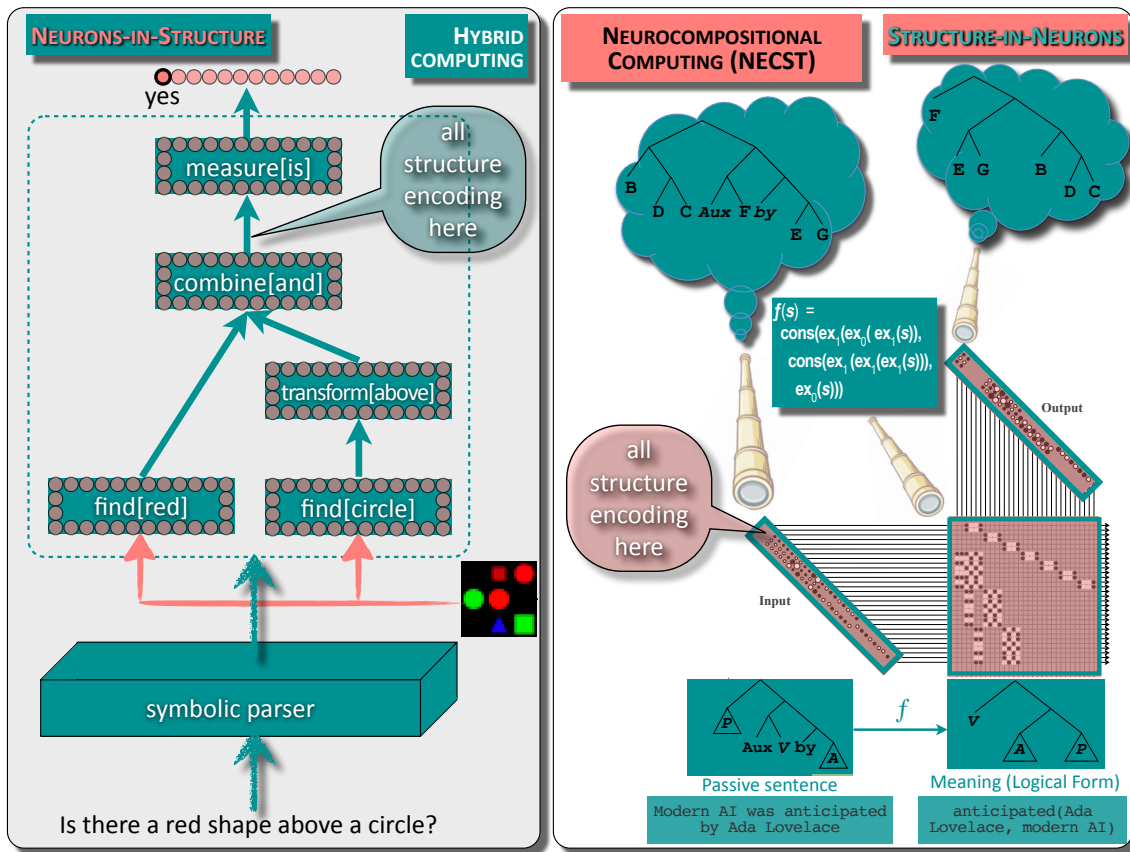 NEURONS-IN-STRUCTURE
HYBRID
COMPUTING
yes
measure[is]
all
structure
encoding
here
combine[and]
transform[above]
find[red]
find[circle]
symbolic parser
Is there a red shape above a circle?
NEUROCOMPOSITIONAL
COMPUTING (NECST)
STRUCTURE-IN-NEURONS
B
D C Aux F by
E G
F
E G B
D C
f(s) =
cons(ex1(ex0( ex1(s)),
cons(ex1 (ex1(ex1(s))),
ex0(s)))
all
structure
encoding
here
Output
Input
P
Aux V by
A
f
V
A P
Passive sentence
Meaning (Logical Form)
Modern AI was anticipated
by Ada Lovelace
anticipated(Ada
Lovelace, modern AI)